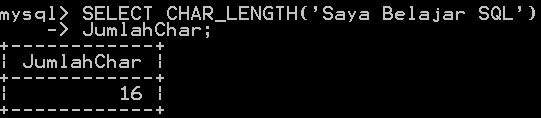 mysql> SELECT CHAR_LENGTH('Saya Belajar SQL')
    -> JumlahChar;
+------------+
| JumlahChar |
+------------+
|         16 |
+------------+